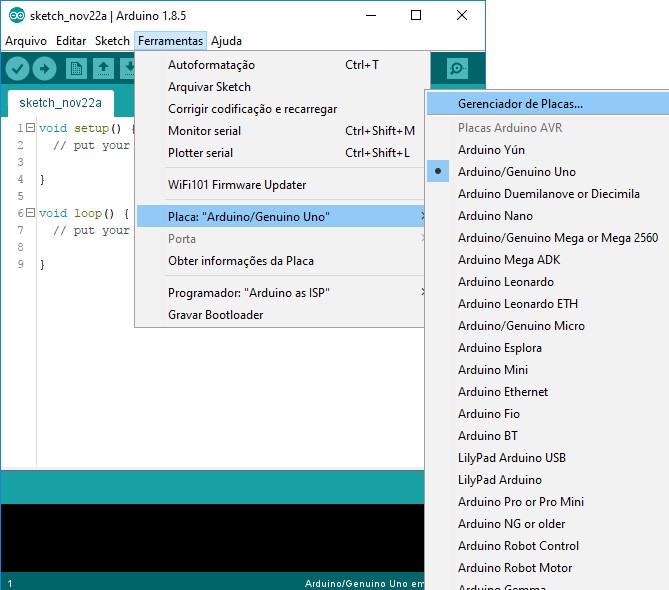 sketch_nov22a | Arduino 1.8.5
Arquivo Editar Sketch Ferramentas Ajuda
sketch_nov22a
1 void setup() {
2 // put your
3
4 }
5
6 void loop() {
7 // put your
8
9 }
Autoformatação Ctrl+T
Arquivar Sketch
Corrigir codificação e recarregar
Monitor serial Ctrl+Shift+M
Plotter serial Ctrl+Shift+L
WiFi101 Firmware Updater
Placa: "Arduino/Genuino Uno"
Porta
Obter informações da Placa
Programador: "Arduino as ISP"
Gravar Bootloader
Gerenciador de Placas...
Placas Arduino AVR
Arduino Yún
Arduino/Genuino Uno
Arduino Duemilanove or Diecimila
Arduino Nano
Arduino/Genuino Mega or Mega 2560
Arduino Mega ADK
Arduino Leonardo
Arduino Leonardo ETH
Arduino/Genuino Micro
Arduino Esplora
Arduino Mini
Arduino Ethernet
Arduino Fio
Arduino BT
LilyPad Arduino USB
LilyPad Arduino
Arduino Pro or Pro Mini
Arduino NG or older
Arduino Robot Control
Arduino Robot Motor
Arduino Gemma
1 Arduino/Genuino Uno em